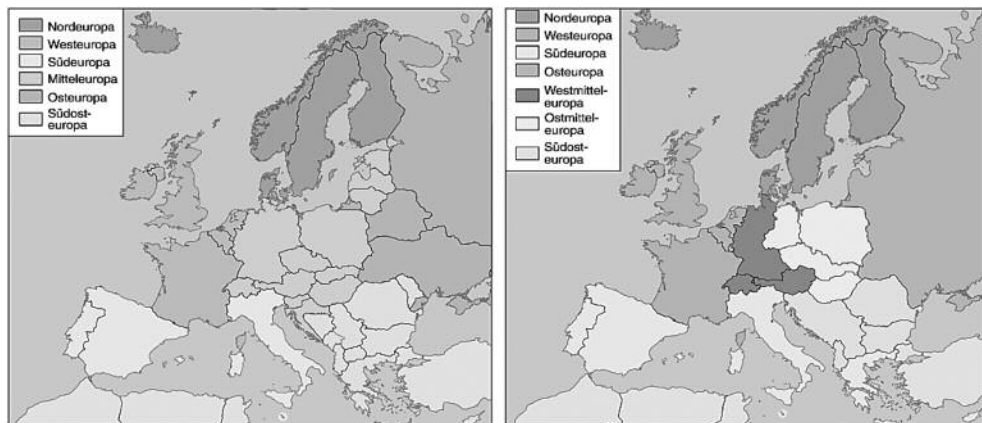 Nordeuropa
Westeuropa
Südeuropa
Mitteleuropa
Osteuropa
Südost-
europa
Nordeuropa
Westeuropa
Südeuropa
Osteuropa
Westmittel-
europa
Ostmittel-
europa
Südost-
europa